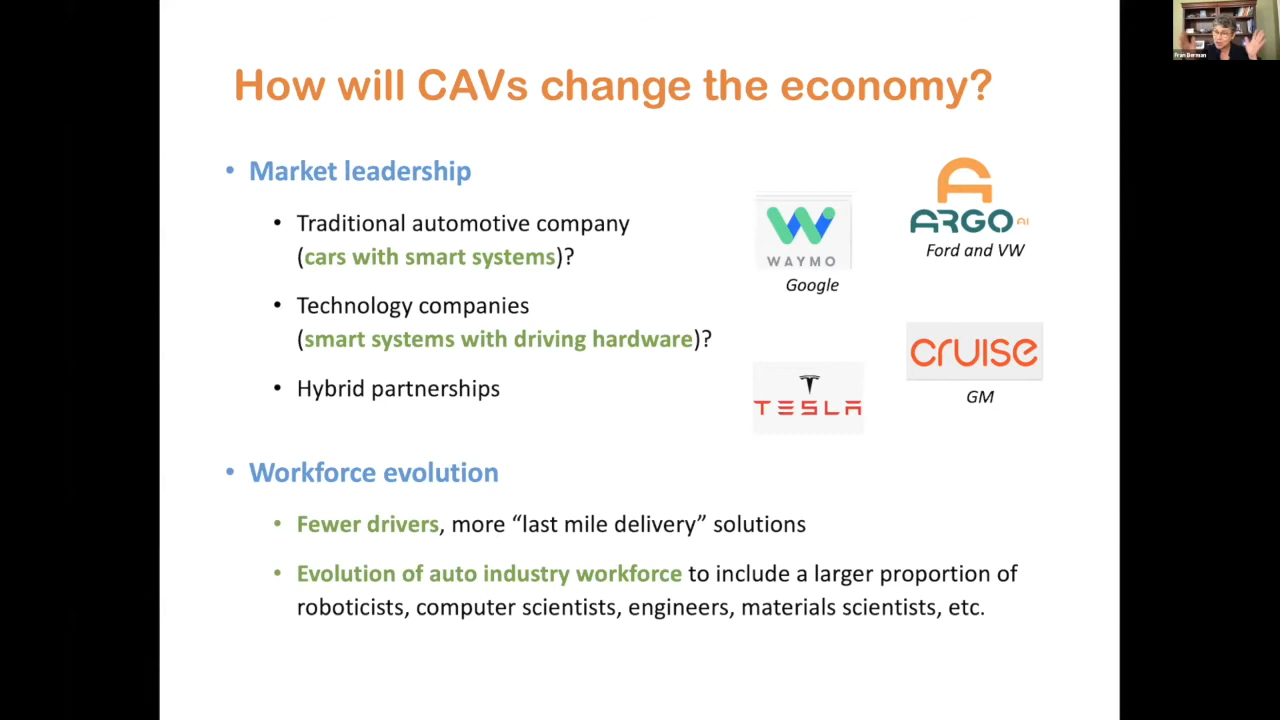 How will CAVs change the economy?
• Market leadership
• Traditional automotive company
(cars with smart systems)?
• Technology companies
(smart systems with driving hardware)?
• Hybrid partnerships
WAYMO
Google
ARGO AI
Ford and VW
TESLA
cruise
GM
• Workforce evolution
• Fewer drivers, more “last mile delivery” solutions
• Evolution of auto industry workforce to include a larger proportion of
roboticists, computer scientists, engineers, materials scientists, etc.
Fran Berman